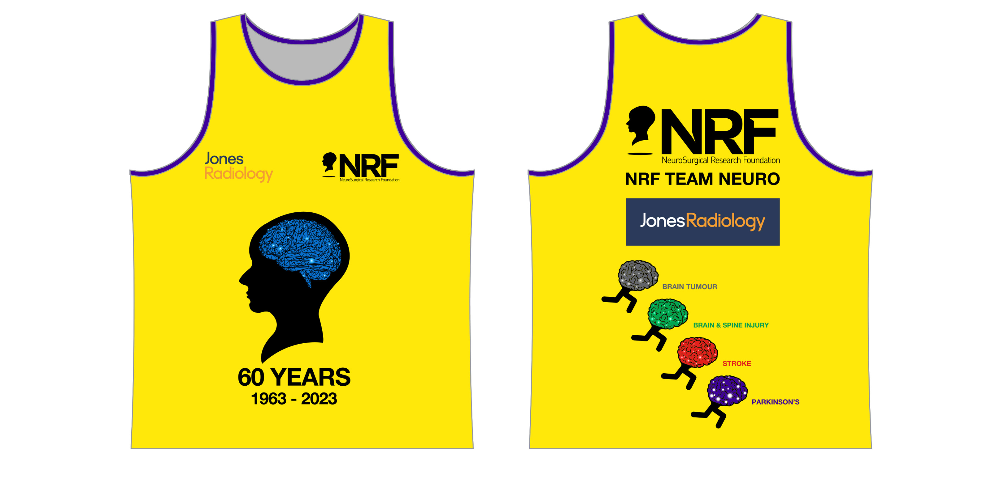 Jones
Radiology
NRF
NeuroSurgical Research Foundation
60 YEARS
1963 - 2023
NRF
NeuroSurgical Research Foundation
NRF TEAM NEURO
JonesRadiology
BRAIN TUMOUR
BRAIN & SPINE INJURY
STROKE
PARKINSON’S